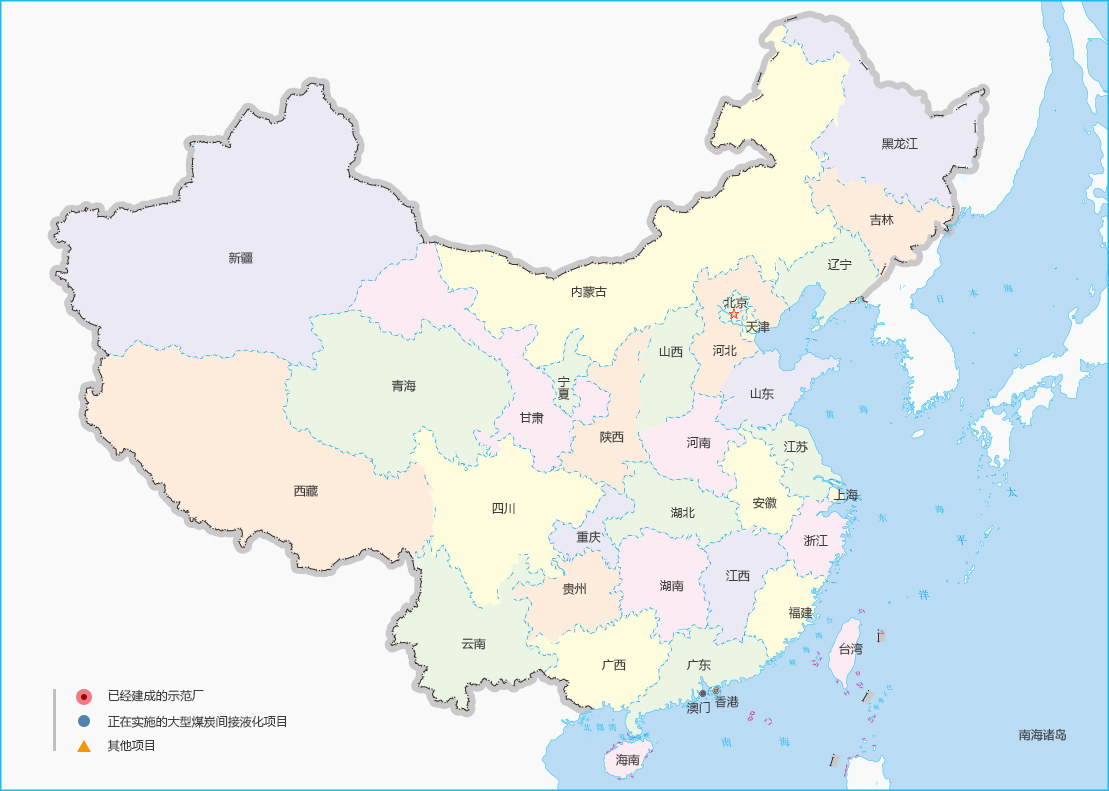 黑龙江
吉林
辽宁
新疆
内蒙古
北京
天津
日本海
河北
山西
宁夏
青海
山东
甘肃
黄海
陕西
河南
江苏
西藏
上海
安徽
四川
湖北
东海
太平洋
重庆
浙江
江西
湖南
贵州
福建
云南
台湾
广西
广东
澳门
香港
北部湾
南海
海南
南海诸岛
已经建成的示范厂
正在实施的大型煤炭间接液化项目
其他项目